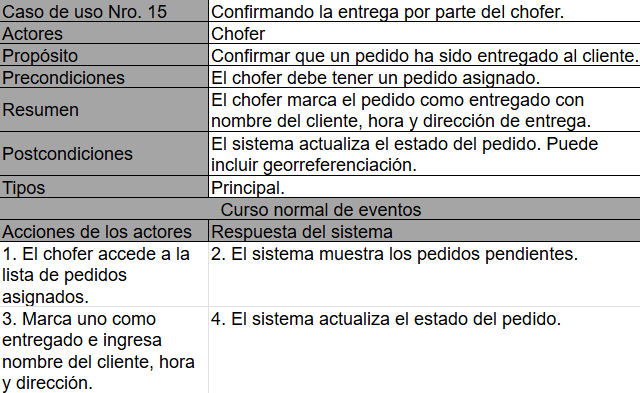 Caso de uso Nro. 15 Confirmando la entrega por parte del chofer.
Actores Chofer
Propósito Confirmar que un pedido ha sido entregado al cliente.
Precondiciones El chofer debe tener un pedido asignado.
Resumen El chofer marca el pedido como entregado con
nombre del cliente, hora y dirección de entrega.
Postcondiciones El sistema actualiza el estado del pedido. Puede
incluir georreferenciación.
Tipos Principal.
Curso normal de eventos
Acciones de los actores Respuesta del sistema
1. El chofer accede a la
lista de pedidos
asignados.
2. El sistema muestra los pedidos pendientes.
3. Marca uno como
entregado e ingresa
nombre del cliente, hora
y dirección.
4. El sistema actualiza el estado del pedido.